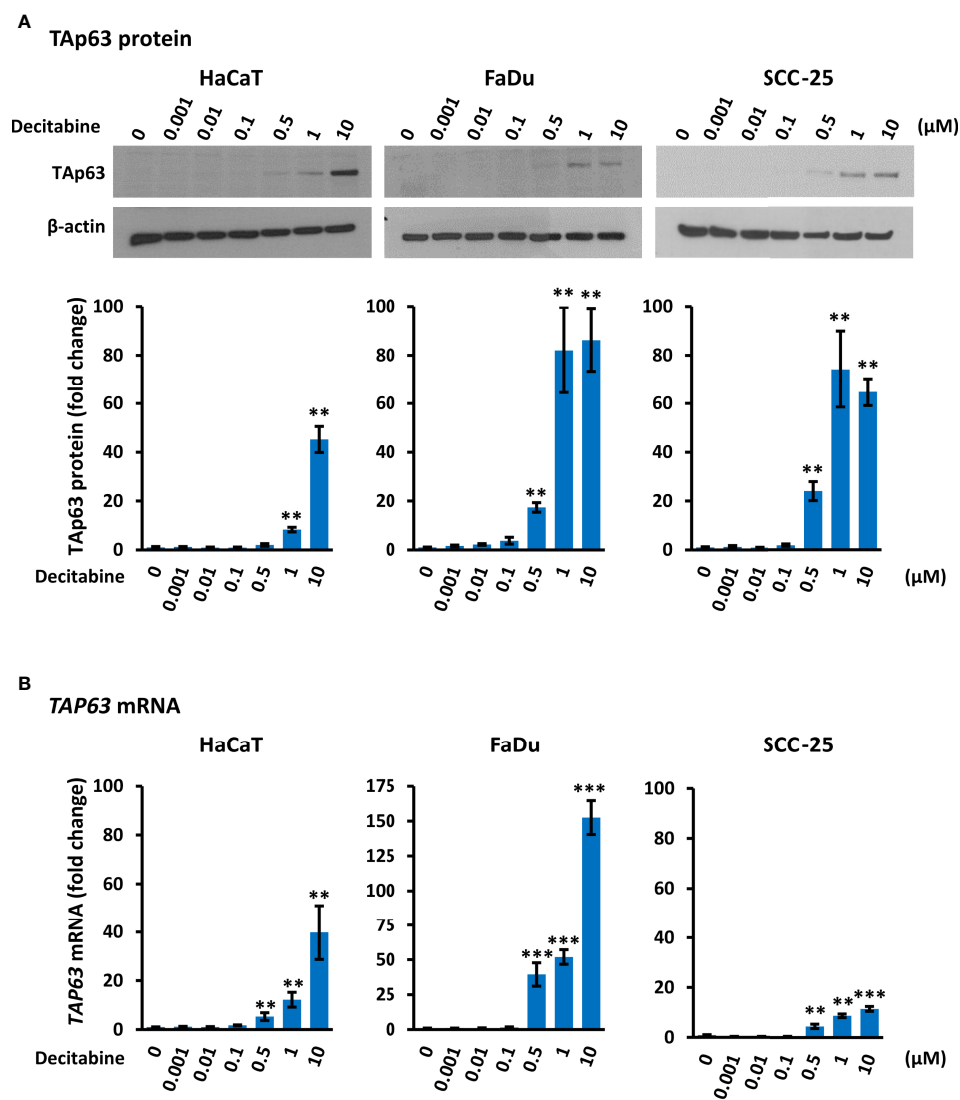 A
TAp63 protein
HaCaT FaDu SCC-25
Decitabine 0 0.001 0.01 0.1 0.5 1 10 0 0.001 0.01 0.1 0.5 1 10 0 0.001 0.01 0.1 0.5 1 10 (μM)
TAp63
β-actin
TAp63 protein (fold change)
100 80 60 40 20 0
** **
100 80 60 40 20 0
** ** **
100 80 60 40 20 0
** ** **
Decitabine 0 0.001 0.01 0.1 0.5 1 10 0 0.001 0.01 0.1 0.5 1 10 0 0.001 0.01 0.1 0.5 1 10 (μM)
B
TAP63 mRNA
HaCaT FaDu SCC-25
TAP63 mRNA (fold change)
100 80 60 40 20 0
** ** **
175 150 125 100 75 50 25 0
*** *** ***
100 80 60 40 20 0
** ** ***
Decitabine 0 0.001 0.01 0.1 0.5 1 10 0 0.001 0.01 0.1 0.5 1 10 0 0.001 0.01 0.1 0.5 1 10 (μM)